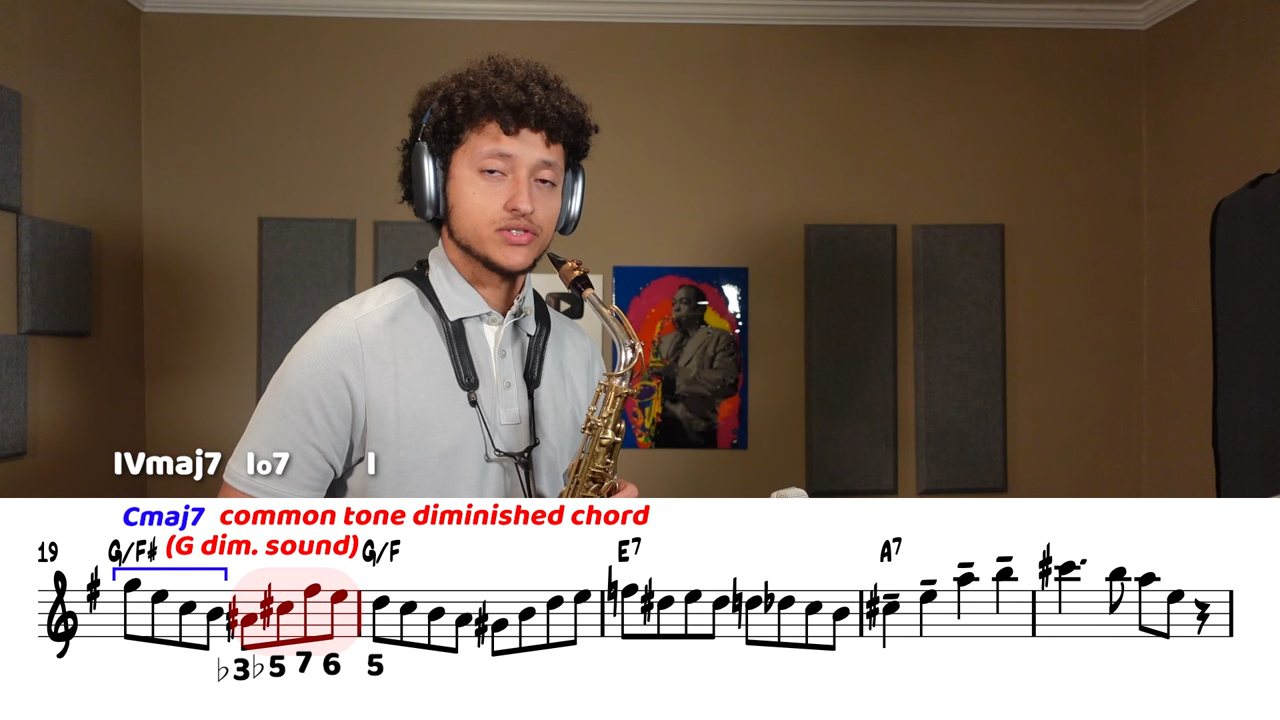 IVmaj7 Io7 I
Cmaj7 common tone diminished chord
(G dim. sound)
19 G/F# G/F E7 A7
♭3 ♭5 7 6 5